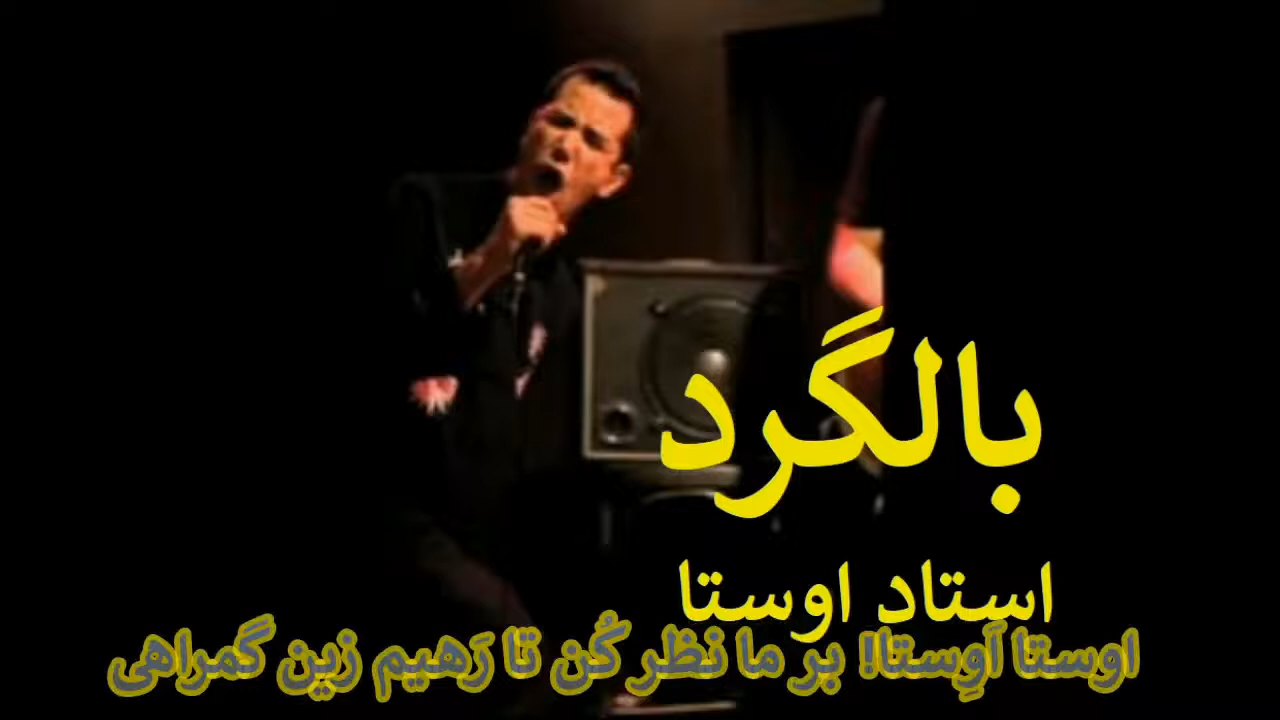 بالگرد
استاد اوستا
اوستا اَوِستا! بر ما نظر کُن تا رَهیم زین گمراهی